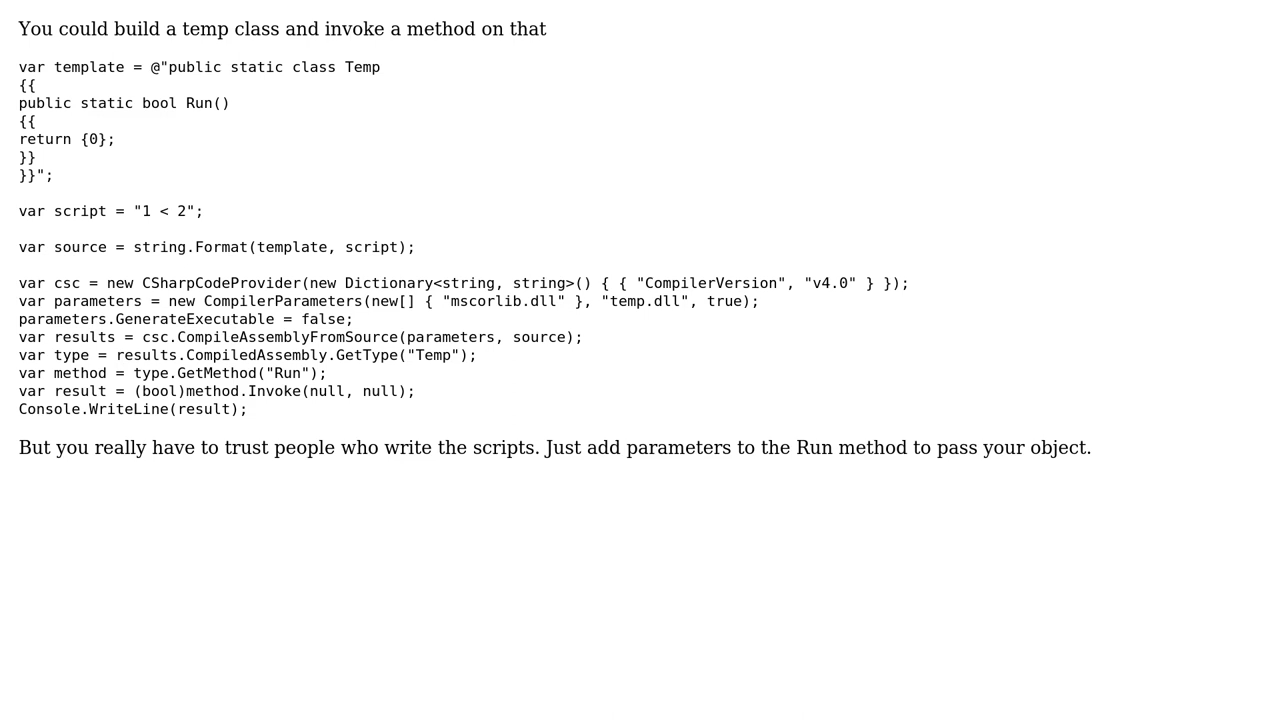 You could build a temp class and invoke a method on that
var template = @"public static class Temp
{{
public static bool Run()
{{
return {0};
}}
}}";
var script = "1 < 2";
var source = string.Format(template, script);
var csc = new CSharpCodeProvider(new Dictionary<string, string>() { { "CompilerVersion", "v4.0" } });
var parameters = new CompilerParameters(new[] { "mscorlib.dll" }, "temp.dll", true);
parameters.GenerateExecutable = false;
var results = csc.CompileAssemblyFromSource(parameters, source);
var type = results.CompiledAssembly.GetType("Temp");
var method = type.GetMethod("Run");
var result = (bool)method.Invoke(null, null);
Console.WriteLine(result);
But you really have to trust people who write the scripts. Just add parameters to the Run method to pass your object.